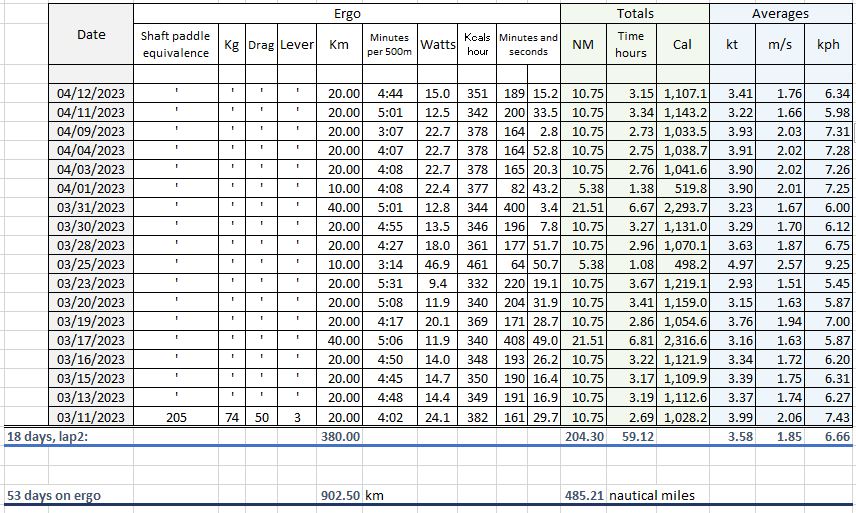 Ergo Totals Averages
Date Shaft paddle equivalence Kg Drag Lever Km Minutes per 500m Watts Kcals hour Minutes and seconds NM Time hours Cal kt m/s kph
04/12/2023 ' ' ' ' 20.00 4:44 15.0 351 189 15.2 10.75 3.15 1,107.1 3.41 1.76 6.34
04/11/2023 ' ' ' ' 20.00 5:01 12.5 342 200 33.5 10.75 3.34 1,143.2 3.22 1.66 5.98
04/09/2023 ' ' ' ' 20.00 3:07 22.7 378 164 2.8 10.75 2.73 1,033.5 3.93 2.03 7.31
04/04/2023 ' ' ' ' 20.00 4:07 22.7 378 164 52.8 10.75 2.75 1,038.7 3.91 2.02 7.28
04/03/2023 ' ' ' ' 20.00 4:08 22.7 378 165 20.3 10.75 2.76 1,041.6 3.90 2.02 7.26
04/01/2023 ' ' ' ' 10.00 4:08 22.4 377 82 43.2 5.38 1.38 519.8 3.90 2.01 7.25
03/31/2023 ' ' ' ' 40.00 5:01 12.8 344 400 3.4 21.51 6.67 2,293.7 3.23 1.67 6.00
03/30/2023 ' ' ' ' 20.00 4:55 13.5 346 196 7.8 10.75 3.27 1,131.0 3.29 1.70 6.12
03/28/2023 ' ' ' ' 20.00 4:27 18.0 361 177 51.7 10.75 2.96 1,070.1 3.63 1.87 6.75
03/25/2023 ' ' ' ' 10.00 3:14 46.9 461 64 50.7 5.38 1.08 498.2 4.97 2.57 9.25
03/23/2023 ' ' ' ' 20.00 5:31 9.4 332 220 19.1 10.75 3.67 1,219.1 2.93 1.51 5.45
03/20/2023 ' ' ' ' 20.00 5:08 11.9 340 204 31.9 10.75 3.41 1,159.0 3.15 1.63 5.87
03/19/2023 ' ' ' ' 20.00 4:17 20.1 369 171 28.7 10.75 2.86 1,054.6 3.76 1.94 7.00
03/17/2023 ' ' ' ' 40.00 5:06 11.9 340 408 49.0 21.51 6.81 2,316.6 3.16 1.63 5.87
03/16/2023 ' ' ' ' 20.00 4:50 14.0 348 193 26.2 10.75 3.22 1,121.9 3.34 1.72 6.20
03/15/2023 ' ' ' ' 20.00 4:45 14.7 350 190 16.4 10.75 3.17 1,109.9 3.39 1.75 6.31
03/13/2023 ' ' ' ' 20.00 4:48 14.4 349 191 16.9 10.75 3.19 1,112.6 3.37 1.74 6.27
03/11/2023 205 74 50 3 20.00 4:02 24.1 382 161 29.7 10.75 2.69 1,028.2 3.99 2.06 7.43
18 days, lap2: 380.00 204.30 59.12 3.58 1.85 6.66
53 days on ergo 902.50 km 485.21 nautical miles